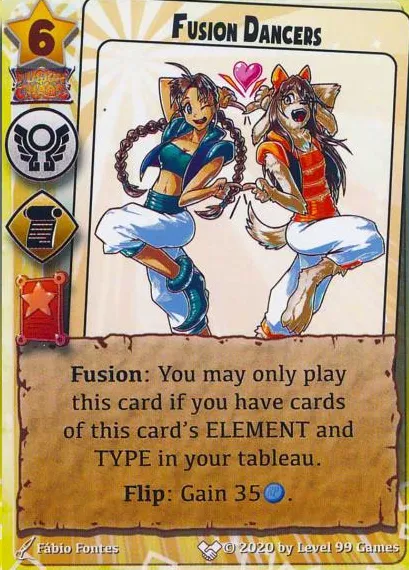 6
FUSION DANCERS
Fusion: You may only play
this card if you have cards
of this card's ELEMENT and
TYPE in your tableau.
Flip: Gain 35.
Fábio Fontes
© 2020 by Level 99 Games